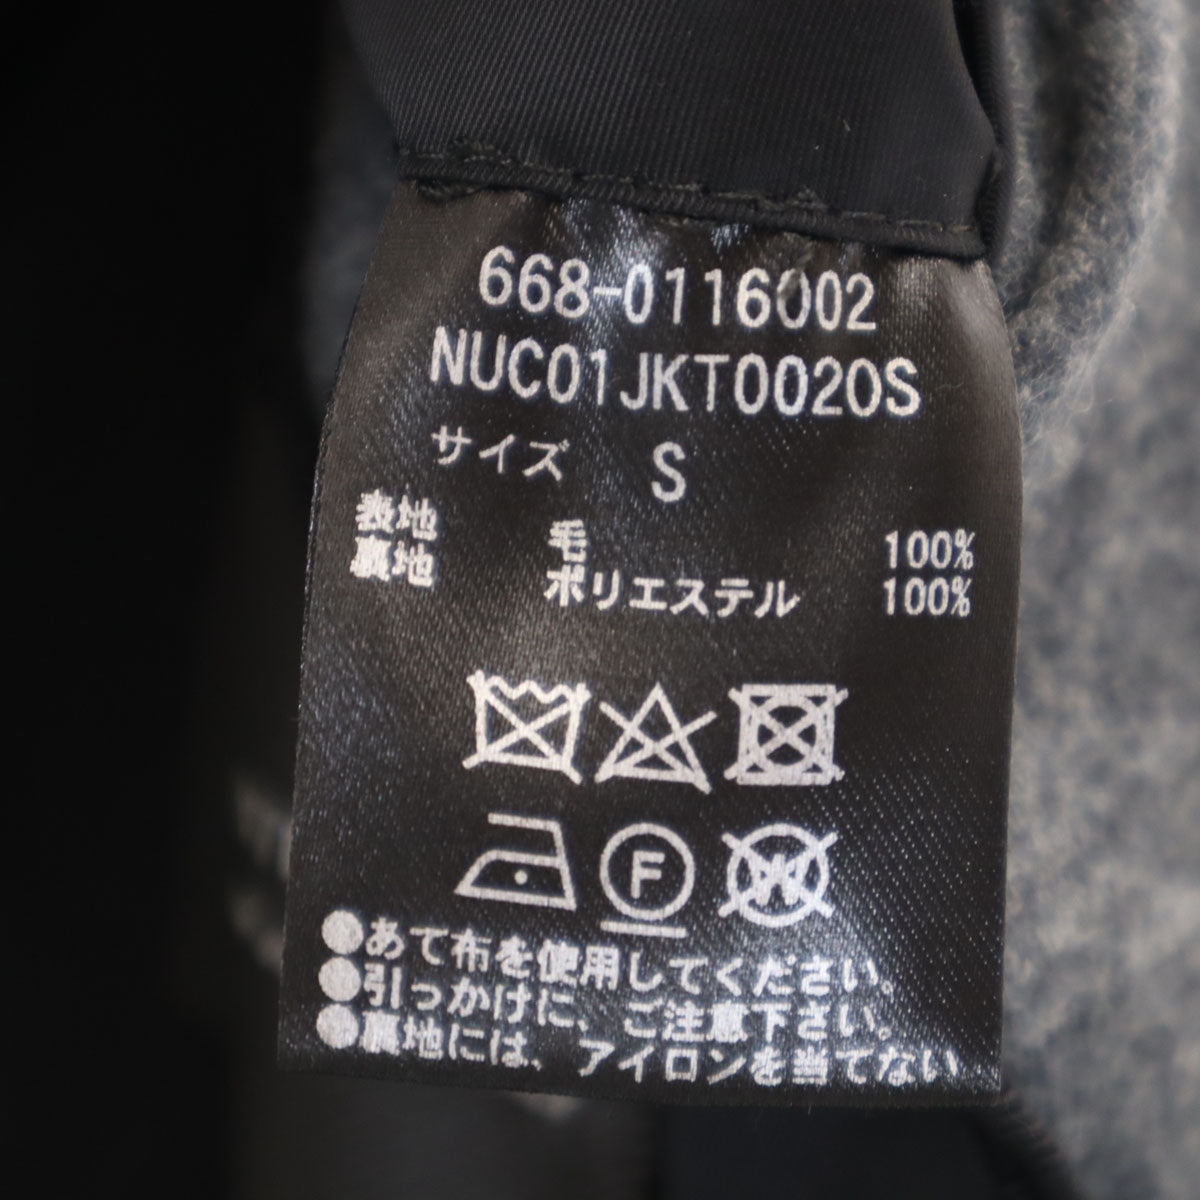 668-0116002
NUC01JKT0020S
サイズ S
表地 毛 100%
裏地 ポリエステル 100%
F W
●あて布を使用してください。
●引っかけに、ご注意下さい。
●裏地には、アイロンを当てない